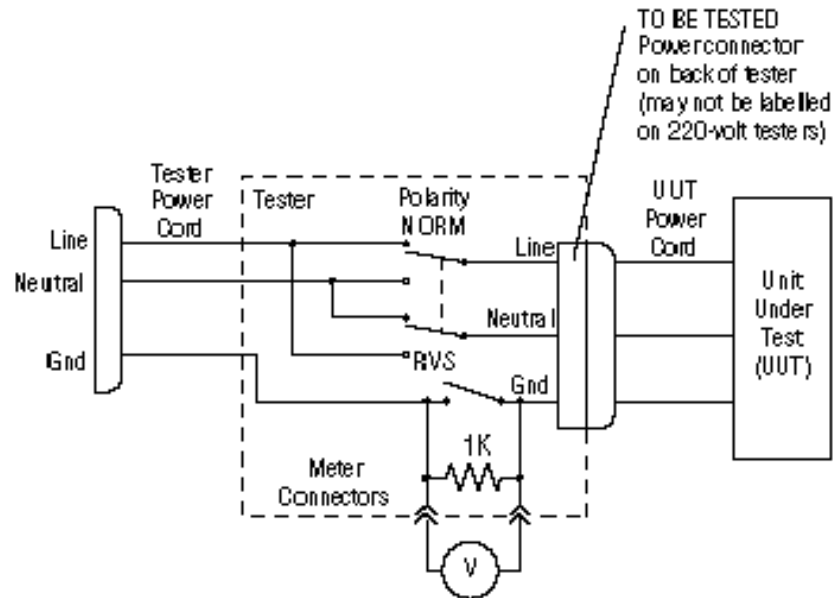 TO BE TESTED
Power connector
on back of tester
(may not be labelled
on 220-volt testers)
Tester
Power
Cord
Tester
Polarity
NORM
UUT
Power
Cord
Line
Line
Neutral
Neutral
Unit
Under
Test
(UUT)
Gnd
RVS
Gnd
1K
Meter
Connectors
V